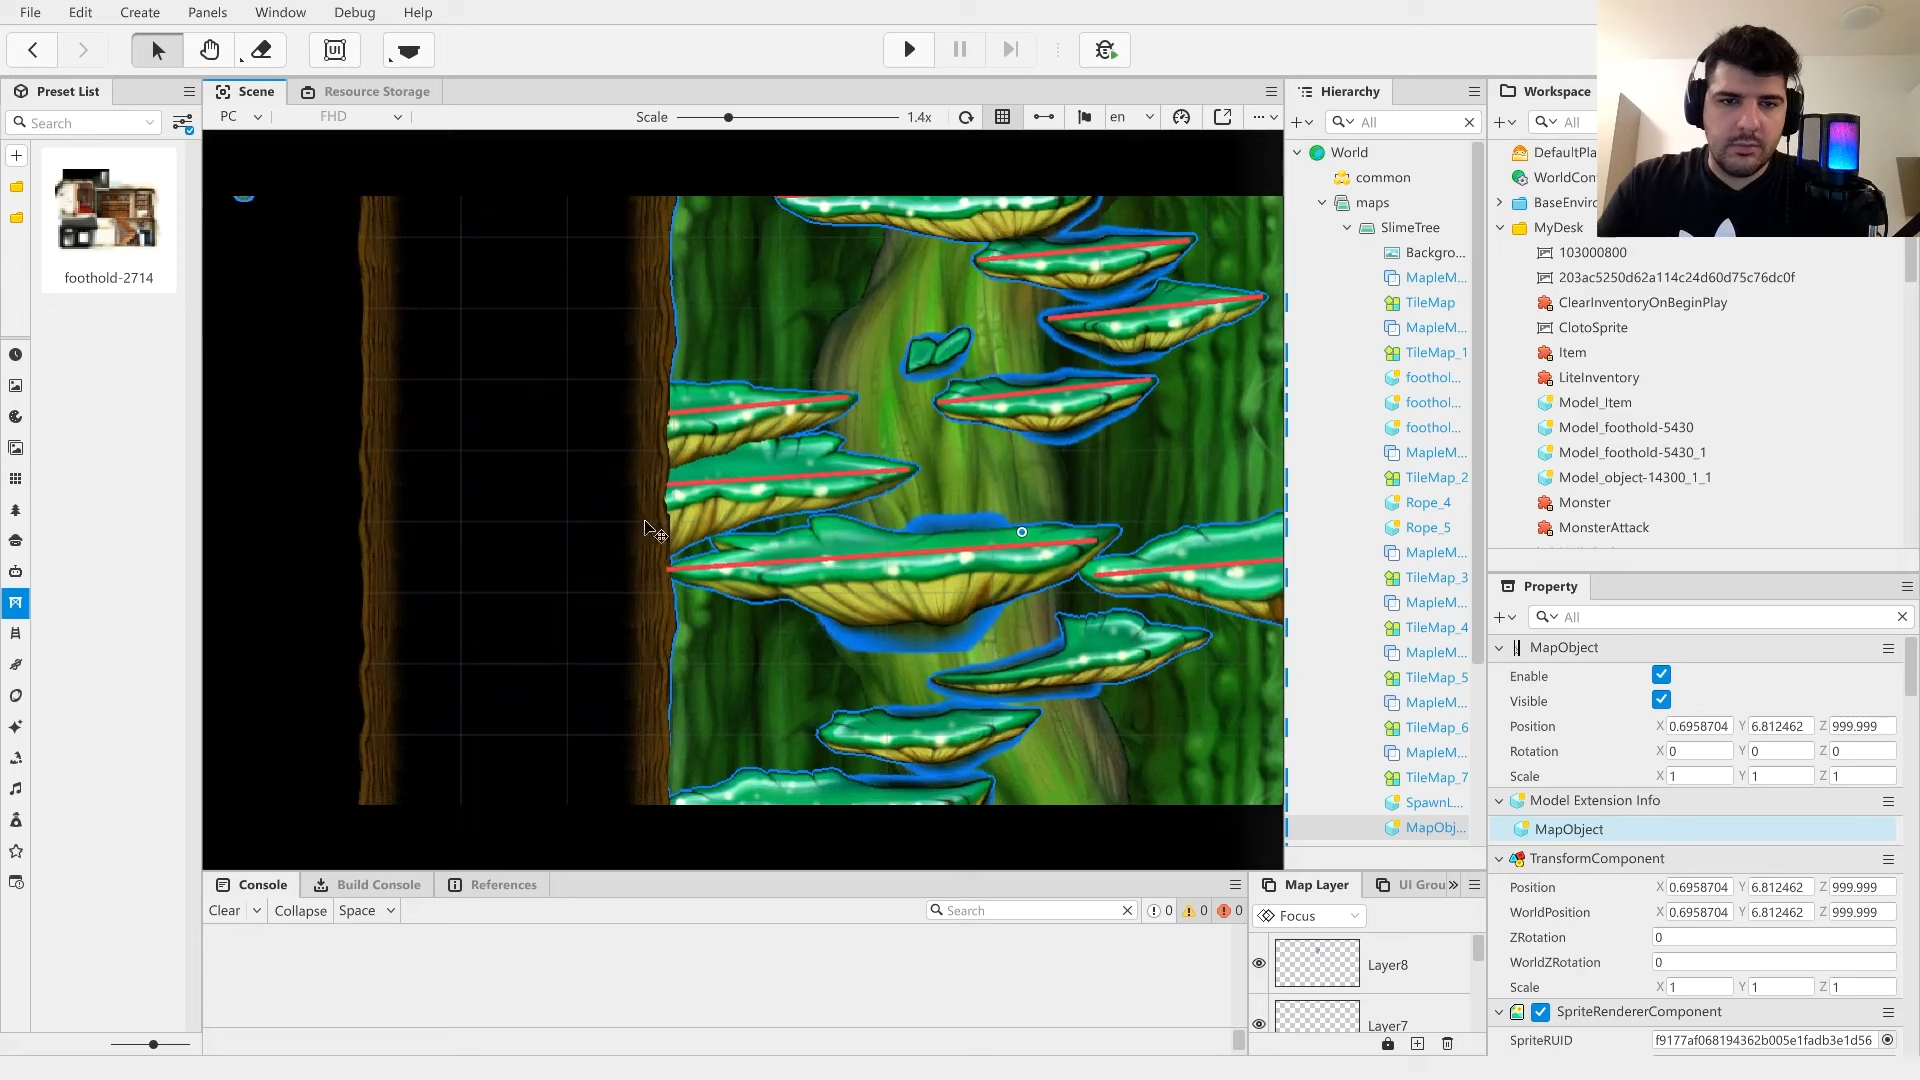 File Edit Create Panels Window Debug Help
Preset List
Search
foothold-2714
Scene Resource Storage
PC FHD Scale 1.4x en
Hierarchy
All
World
common
maps
SlimeTree
Backgro...
MapleM...
TileMap
MapleM...
TileMap_1
foothol...
foothol...
foothol...
MapleM...
TileMap_2
Rope_4
Rope_5
MapleM...
TileMap_3
MapleM...
TileMap_4
MapleM...
TileMap_5
MapleM...
TileMap_6
MapleM...
TileMap_7
SpawnL...
MapObj...
Workspace
All
DefaultPla
WorldCon
BaseEnviro
MyDesk
103000800
203ac5250d62a114c24d60d75c76dc0f
ClearInventoryOnBeginPlay
ClotoSprite
Item
LiteInventory
Model_Item
Model_foothold-5430
Model_foothold-5430_1
Model_object-14300_1_1
Monster
MonsterAttack
Property
All
MapObject
Enable
Visible
Position X 0.6958704 Y 6.812462 Z 999.999
Rotation X 0 Y 0 Z 0
Scale X 1 Y 1 Z 1
Model Extension Info
MapObject
TransformComponent
Position X 0.6958704 Y 6.812462 Z 999.999
WorldPosition X 0.6958704 Y 6.812462 Z 999.999
ZRotation 0
WorldZRotation 0
Scale X 1 Y 1 Z 1
SpriteRendererComponent
SpriteRUID f9177af068194362b005e1fadb3e1d56
Console Build Console References
Clear Collapse Space Search 0 0 0
Map Layer UI Grou
Focus
Layer8
Layer7